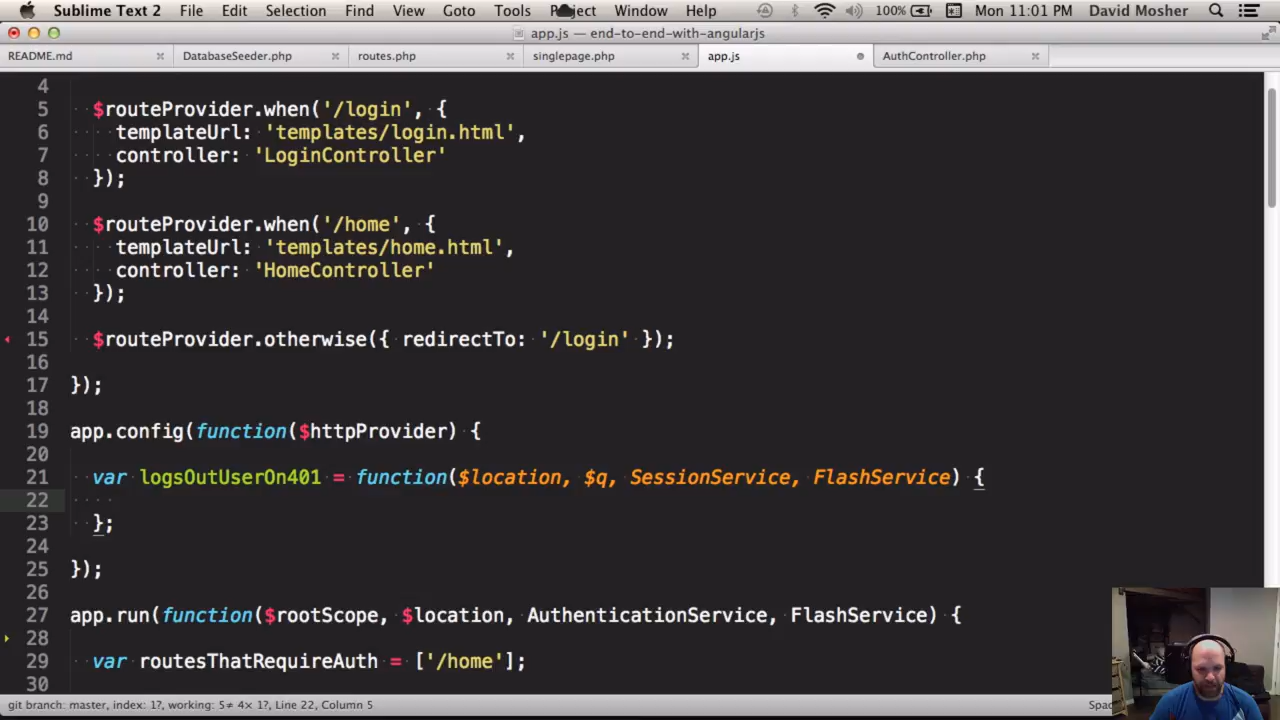 Sublime Text 2 File Edit Selection Find View Goto Tools Project Window Help 100% Mon 11:01 PM David Mosher
app.js — end-to-end-with-angularjs
README.md DatabaseSeeder.php routes.php singlepage.php app.js AuthController.php
4
5 $routeProvider.when('/login', {
6 templateUrl: 'templates/login.html',
7 controller: 'LoginController'
8 });
9
10 $routeProvider.when('/home', {
11 templateUrl: 'templates/home.html',
12 controller: 'HomeController'
13 });
14
15 $routeProvider.otherwise({ redirectTo: '/login' });
16
17 });
18
19 app.config(function($httpProvider) {
20
21 var logsOutUserOn401 = function($location, $q, SessionService, FlashService) {
22
23 };
24
25 });
26
27 app.run(function($rootScope, $location, AuthenticationService, FlashService) {
28
29 var routesThatRequireAuth = ['/home'];
30
git branch: master, index: 1?, working: 5≠ 4× 1?, Line 22, Column 5 Spac